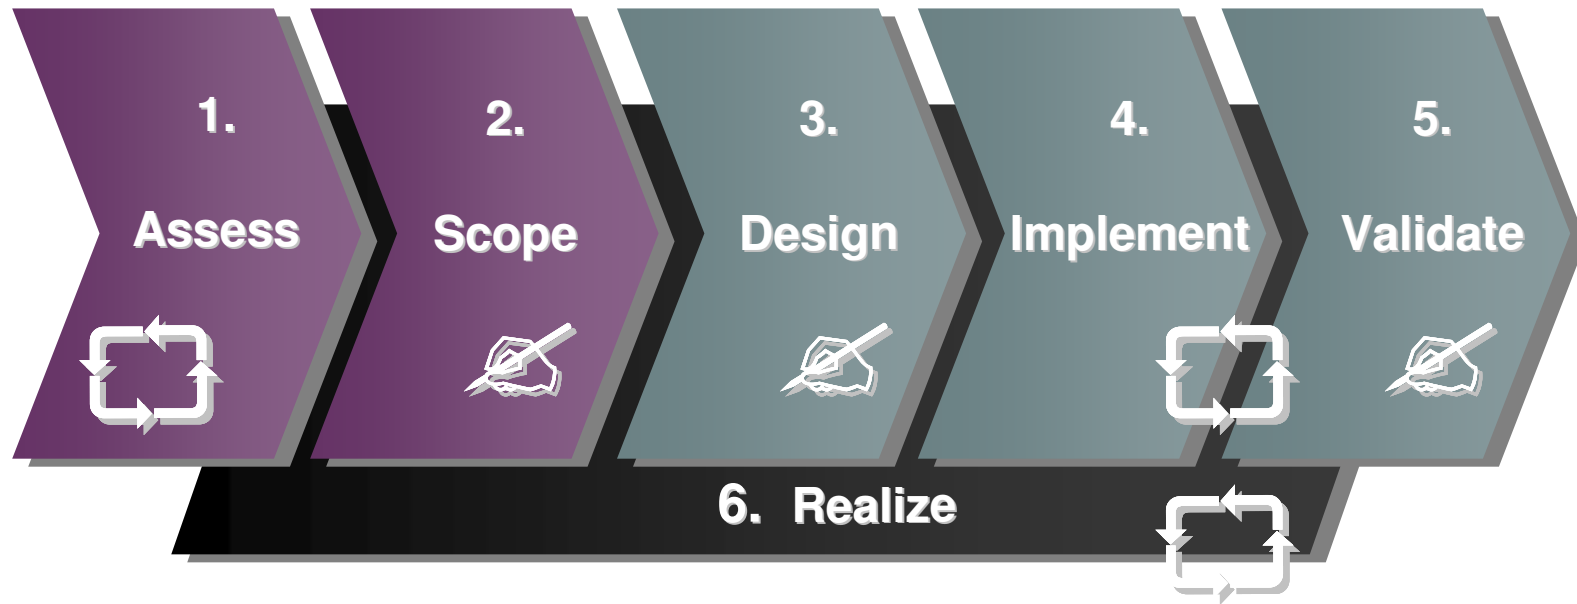 1.
Assess
2.
Scope
3.
Design
4.
Implement
5.
Validate
6. Realize